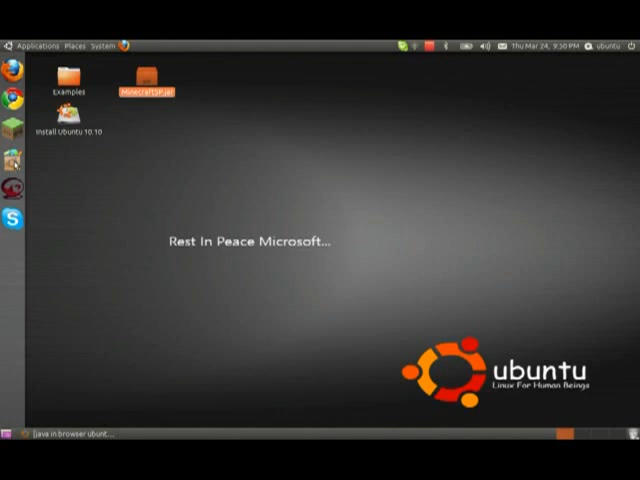 Applications Places System
Thu Mar 24, 9:50 PM
ubuntu
Examples
MinecraftSP.jar
Install Ubuntu 10.10
Rest In Peace Microsoft...
ubuntu
Linux For Human Beings
[java in browser ubunt...